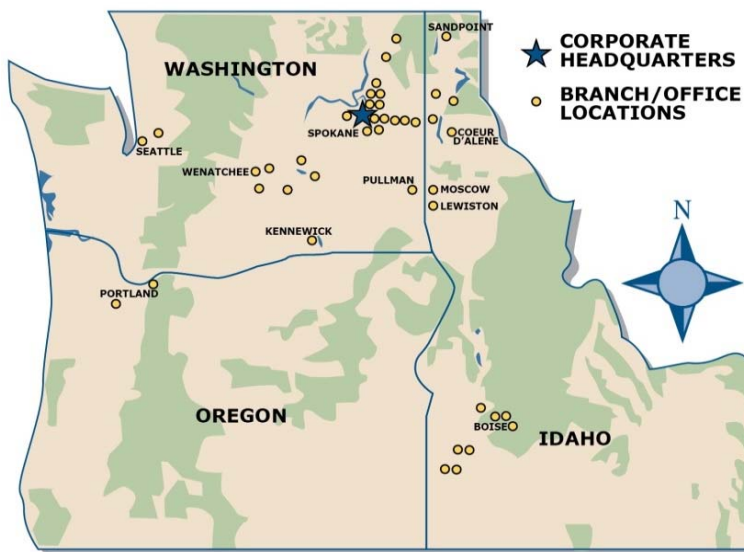 SANDPOINT
CORPORATE
HEADQUARTERS
WASHINGTON
BRANCH/OFFICE
LOCATIONS
SPOKANE
COEUR
D'ALENE
SEATTLE
WENATCHEE
PULLMAN
MOSCOW
LEWISTON
N
KENNEWICK
PORTLAND
OREGON
BOISE
IDAHO